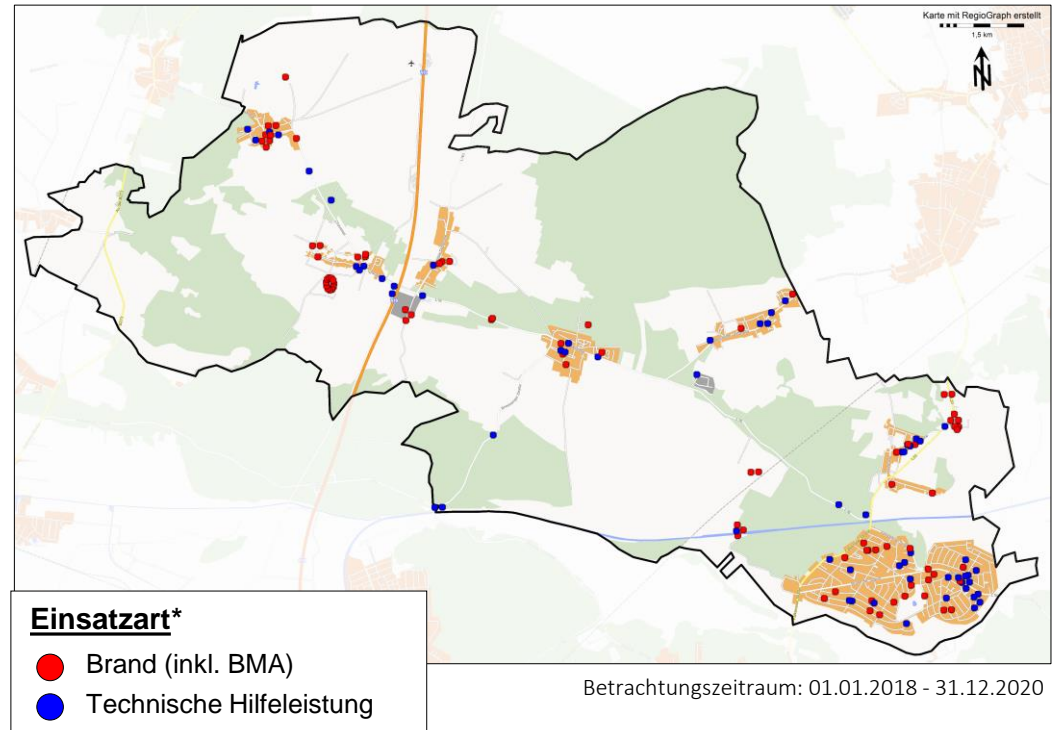 Karte mit RegioGraph erstellt
1,5 km
N
Einsatzart*
Brand (inkl. BMA)
Technische Hilfeleistung
Betrachtungszeitraum: 01.01.2018 - 31.12.2020